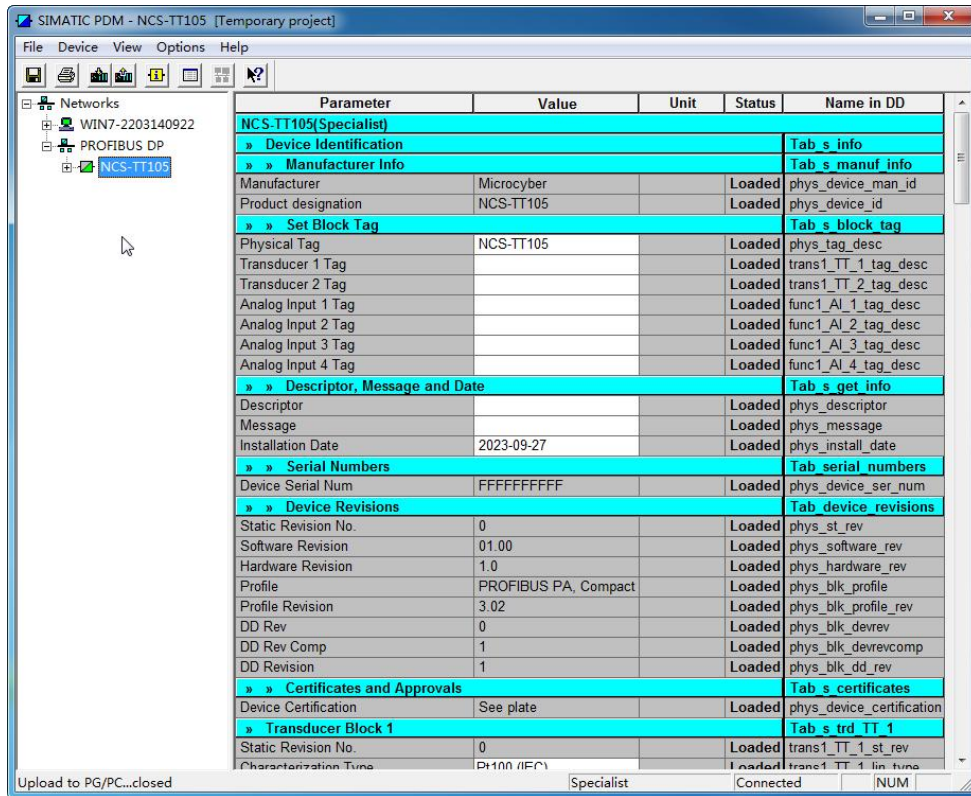 SIMATIC PDM - NCS-TT105 [Temporary project]
File Device View Options Help
Networks
WIN7-2203140922
PROFIBUS DP
NCS-TT105
Parameter Value Unit Status Name in DD
NCS-TT105(Specialist)
» Device Identification Tab_s_info
» » Manufacturer Info Tab_s_manuf_info
Manufacturer Microcyber Loaded phys_device_man_id
Product designation NCS-TT105 Loaded phys_device_id
» » Set Block Tag Tab_s_block_tag
Physical Tag NCS-TT105 Loaded phys_tag_desc
Transducer 1 Tag Loaded trans1_TT_1_tag_desc
Transducer 2 Tag Loaded trans1_TT_2_tag_desc
Analog Input 1 Tag Loaded func1_AI_1_tag_desc
Analog Input 2 Tag Loaded func1_AI_2_tag_desc
Analog Input 3 Tag Loaded func1_AI_3_tag_desc
Analog Input 4 Tag Loaded func1_AI_4_tag_desc
» » Descriptor, Message and Date Tab_s_get_info
Descriptor Loaded phys_descriptor
Message Loaded phys_message
Installation Date 2023-09-27 Loaded phys_install_date
» » Serial Numbers Tab_serial_numbers
Device Serial Num FFFFFFFFFF Loaded phys_device_ser_num
» » Device Revisions Tab_device_revisions
Static Revision No. 0 Loaded phys_st_rev
Software Revision 01.00 Loaded phys_software_rev
Hardware Revision 1.0 Loaded phys_hardware_rev
Profile PROFIBUS PA, Compact Loaded phys_blk_profile
Profile Revision 3.02 Loaded phys_blk_profile_rev
DD Rev 0 Loaded phys_blk_devrev
DD Rev Comp 1 Loaded phys_blk_devrevcomp
DD Revision 1 Loaded phys_blk_dd_rev
» » Certificates and Approvals Tab_s_certificates
Device Certification See plate Loaded phys_device_certification
» Transducer Block 1 Tab_s_trd_TT_1
Static Revision No. 0 Loaded trans1_TT_1_st_rev
Characterization Type Pt100 (IEC) Loaded trans1_TT_1_lin_type
Upload to PG/PC...closed Specialist Connected NUM